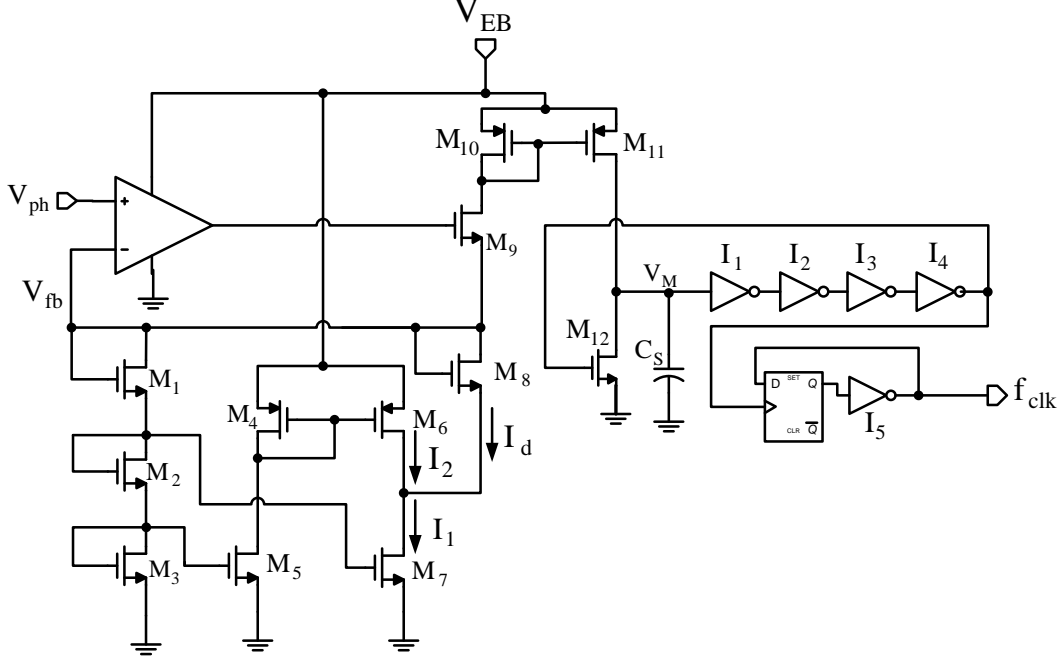 V_EB
M_10
M_11
V_ph
+
−
M_9
V_fb
I_1
I_2
I_3
I_4
V_M
M_12
C_S
M_1
M_8
D
SET
Q
CLR
Q̅
I_5
f_clk
M_4
M_6
I_d
M_2
I_2
I_1
M_3
M_5
M_7